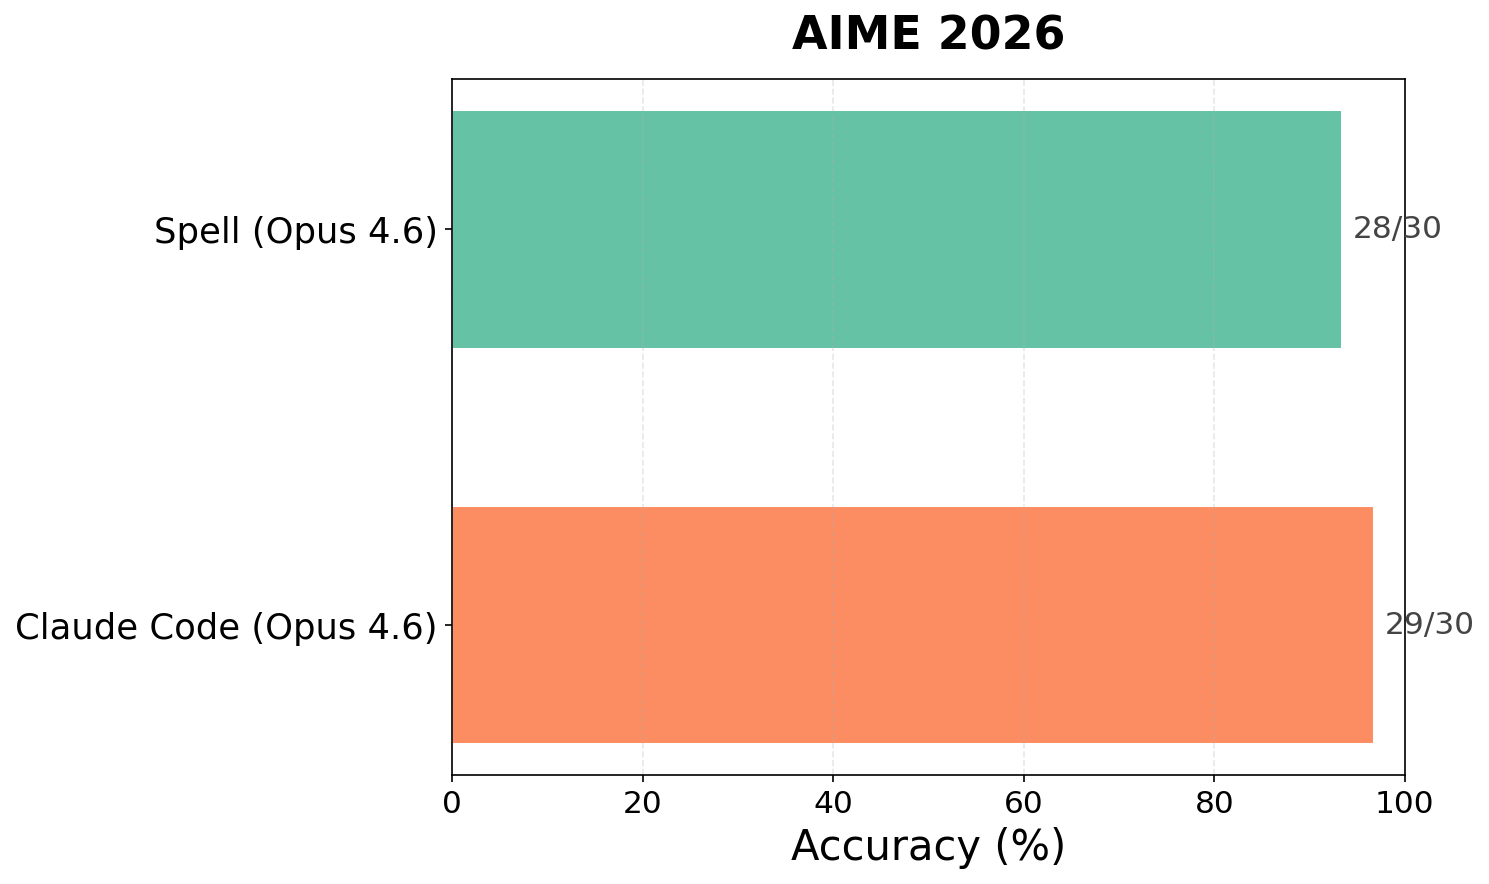 AIME 2026
Spell (Opus 4.6)
28/30
Claude Code (Opus 4.6)
29/30
0 20 40 60 80 100
Accuracy (%)